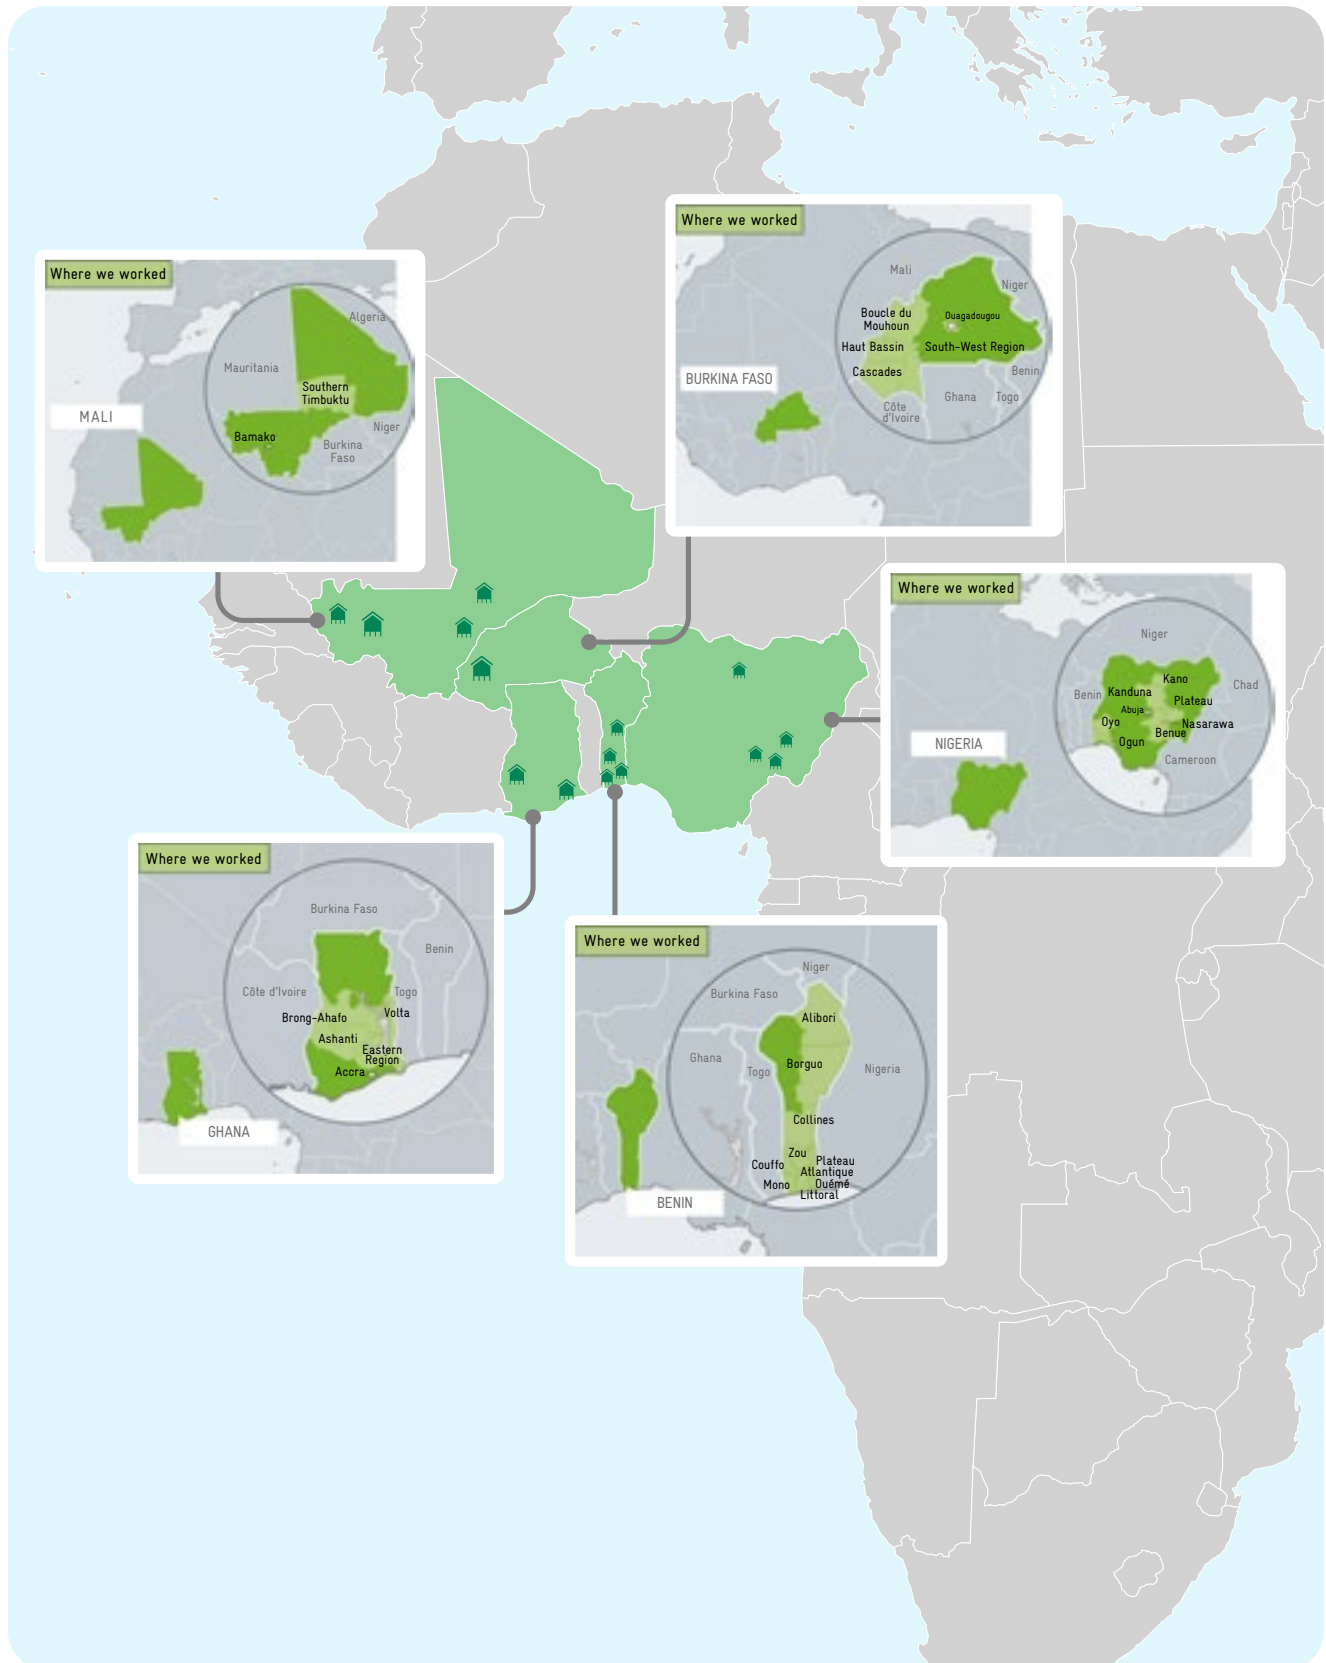 Where we worked
Mali
Niger
Boucle du
Mouhoun
Ouagadougou
Haut Bassin
South-West Region
Cascades
Benin
BURKINA FASO
Ghana
Togo
Côte
d'Ivoire
Where we worked
Algeria
Mauritania
Southern
Timbuktu
MALI
Niger
Bamako
Burkina
Faso
Where we worked
Niger
Kano
Chad
Benin
Kanduna
Plateau
Abuja
Oyo
Nasarawa
Benue
Ogun
NIGERIA
Cameroon
Where we worked
Burkina Faso
Benin
Côte d'Ivoire
Togo
Brong-Ahafo
Volta
Ashanti
Eastern
Region
Accra
GHANA
Where we worked
Niger
Burkina Faso
Alibori
Ghana
Borguo
Togo
Nigeria
Collines
Zou
Couffo
Plateau
Atlantique
Mono
Ouémé
Littoral
BENIN